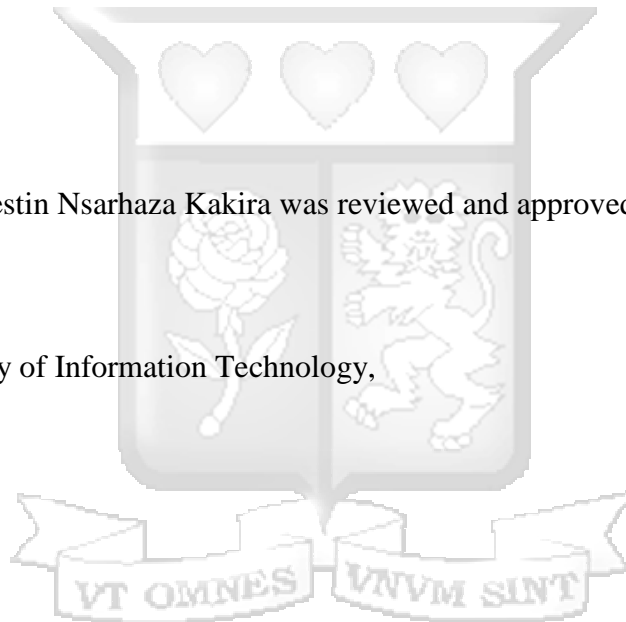 estin Nsarhaza Kakira was reviewed and approved
y of Information Technology,
VT OMNES VNVM SINT